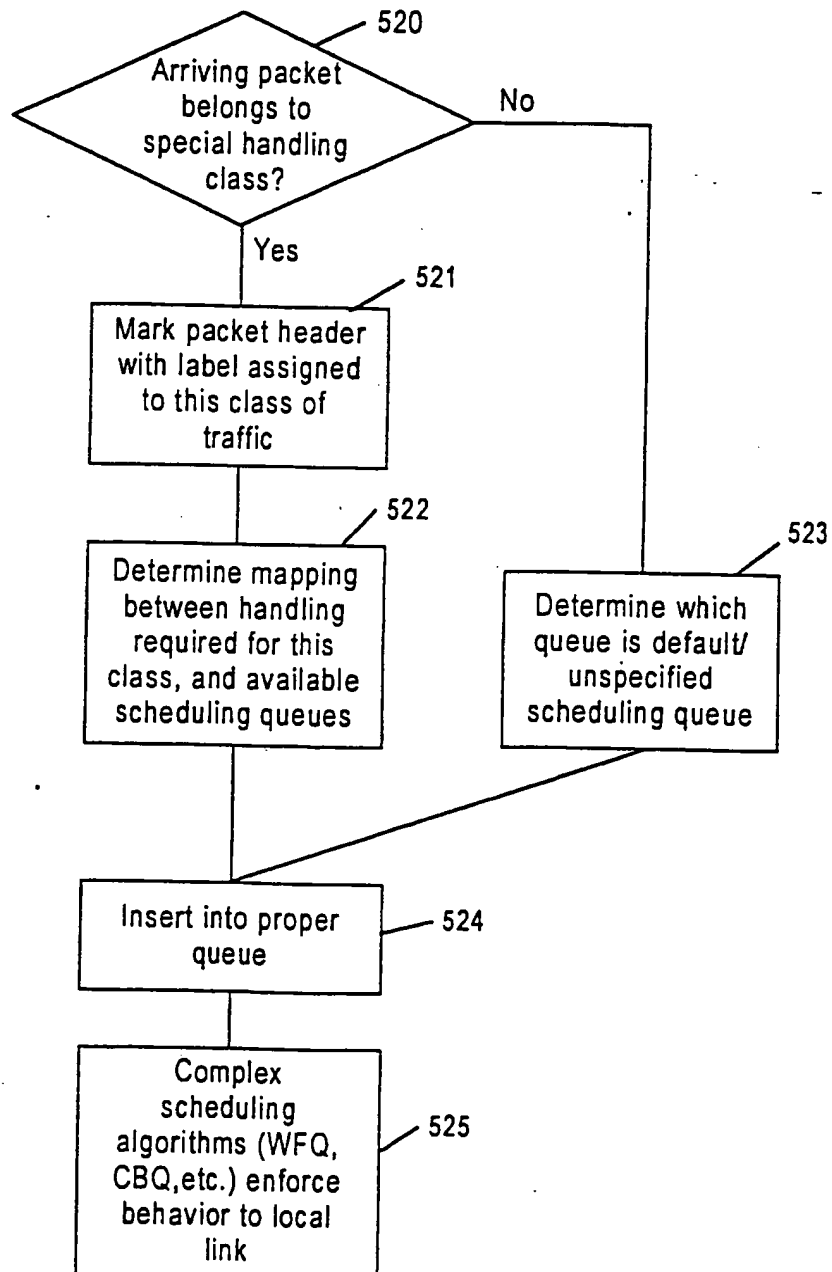 520
Arriving packet
belongs to
special handling
class?
No
Yes
521
Mark packet header
with label assigned
to this class of
traffic
522
Determine mapping
between handling
required for this
class, and available
scheduling queues
523
Determine which
queue is default/
unspecified
scheduling queue
Insert into proper
queue
524
Complex
scheduling
algorithms (WFQ,
CBQ,etc.) enforce
behavior to local
link
525